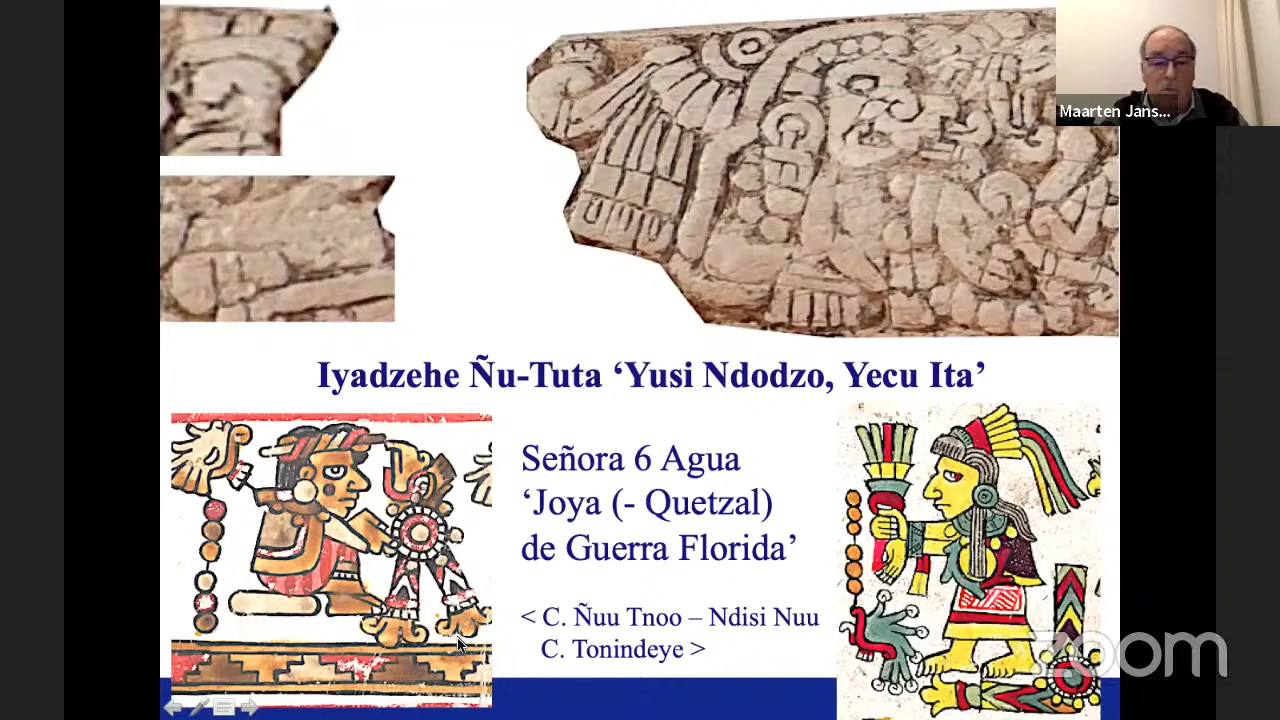 Maarten Jans...
Iyadzehe Ñu-Tuta ‘Yusi Ndodzo, Yecu Ita’
Señora 6 Agua
‘Joya (- Quetzal)
de Guerra Florida’
< C. Ñuu Tnoo – Ndisi Nuu
C. Tonindeye >
zoom